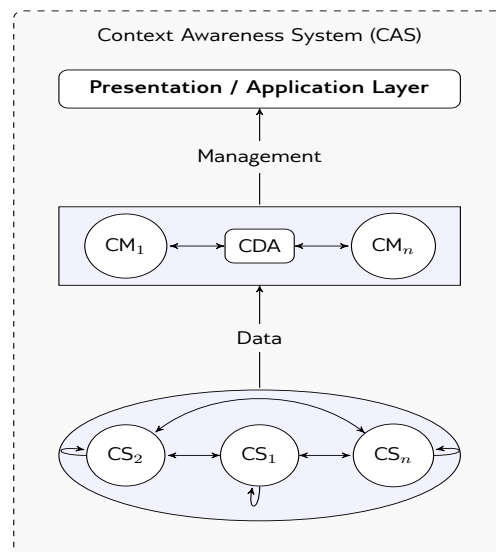 Context Awareness System (CAS)
Presentation / Application Layer
Management
CM₁ CDA CMₙ
Data
CS₂ CS₁ CSₙ